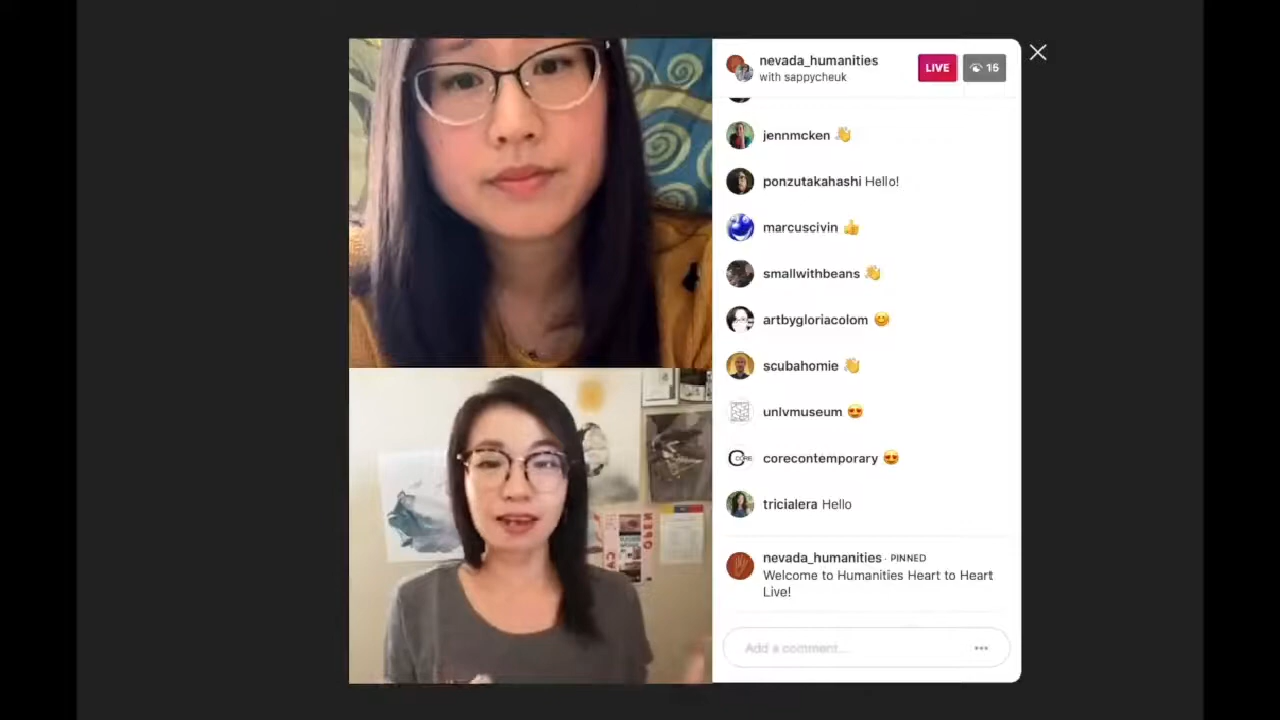 nevada_humanities
with sappycheuk
LIVE
16
jennmcken 👋
ponzutakahashi Hello!
marcuscivin 👍
smallwithbeans 👋
artbygloriacolom 😊
scubahomie 👋
unlvmuseum 😍
CORE
corecontemporary 😍
tricialera Hello
nevada_humanities · PINNED
Welcome to Humanities Heart to Heart
Live!
Add a comment...